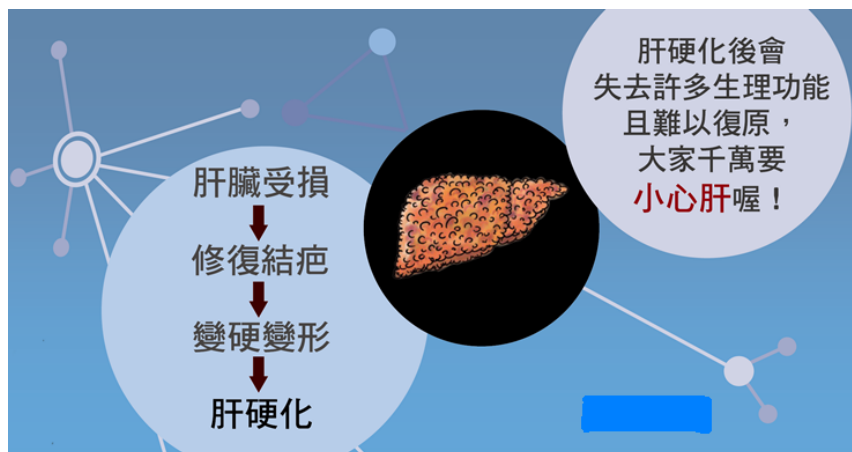 肝臟受損
修復結疤
變硬變形
肝硬化
肝硬化後會
失去許多生理功能
且難以復原，
大家千萬要
小心肝喔！